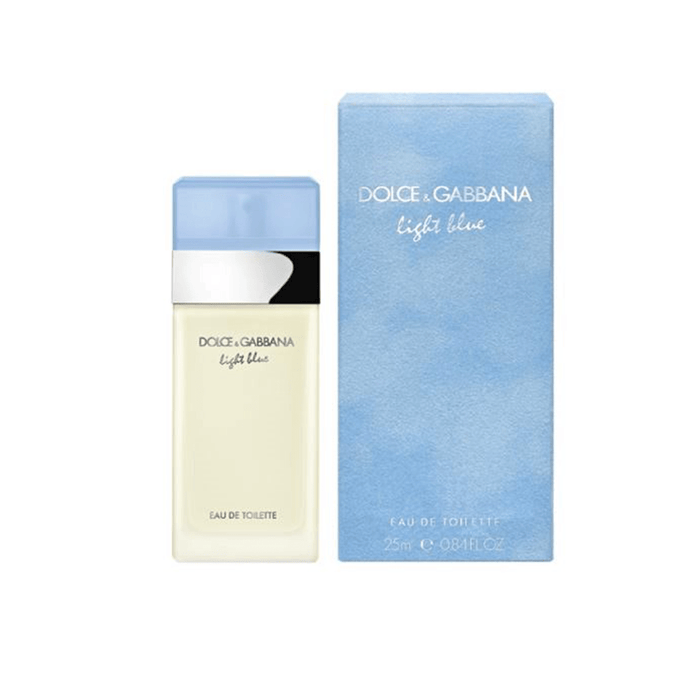 DOLCE & GABBANA
light blue
EAU DE TOILETTE
DOLCE & GABBANA
light blue
EAU DE TOILETTE
25ml ℮ 0.84 FL.OZ